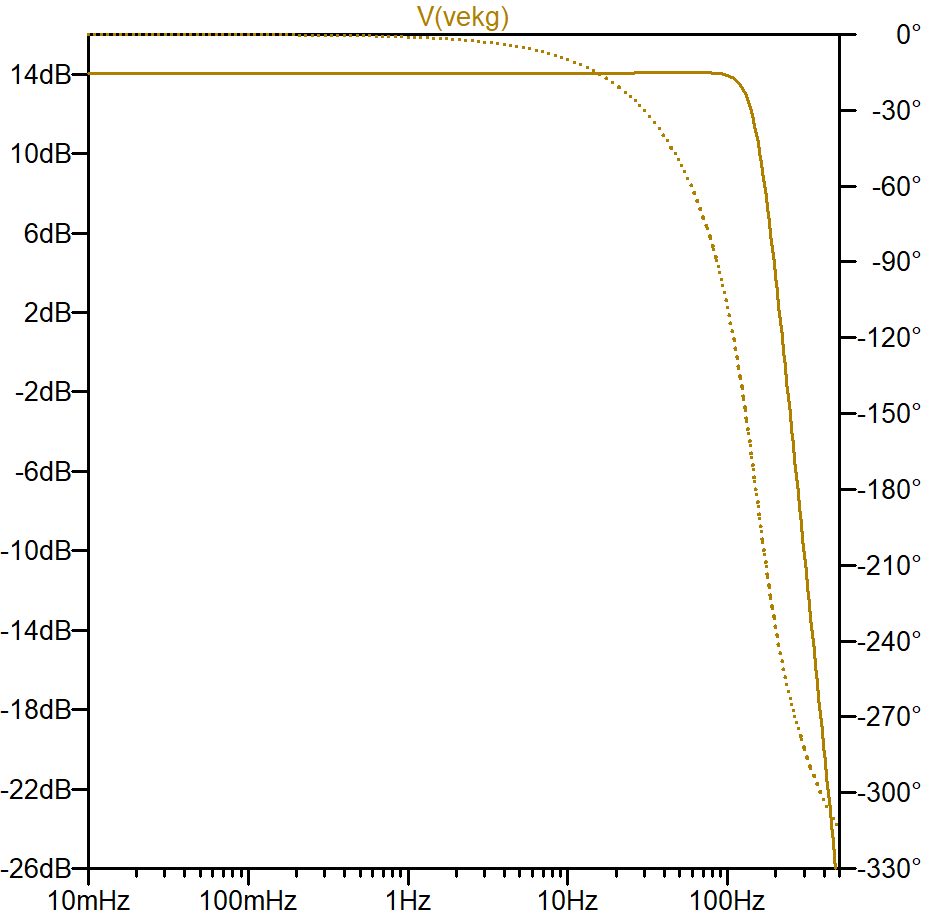 V(vekg)
14dB
10dB
6dB
2dB
-2dB
-6dB
-10dB
-14dB
-18dB
-22dB
-26dB
0°
-30°
-60°
-90°
-120°
-150°
-180°
-210°
-240°
-270°
-300°
-330°
10mHz 100mHz 1Hz 10Hz 100Hz